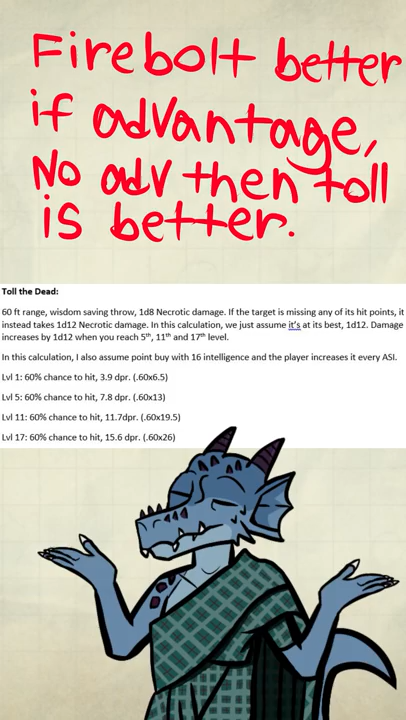 Firebolt better
if advantage,
No adv then toll
is better.
Toll the Dead:
60 ft range, wisdom saving throw, 1d8 Necrotic damage. If the target is missing any of its hit points, it
instead takes 1d12 Necrotic damage. In this calculation, we just assume it's at its best, 1d12. Damage
increases by 1d12 when you reach 5th, 11th and 17th level.
In this calculation, I also assume point buy with 16 intelligence and the player increases it every ASI.
Lvl 1: 60% chance to hit, 3.9 dpr. (.60x6.5)
Lvl 5: 60% chance to hit, 7.8 dpr. (.60x13)
Lvl 11: 60% chance to hit, 11.7dpr. (.60x19.5)
Lvl 17: 60% chance to hit, 15.6 dpr. (.60x26)